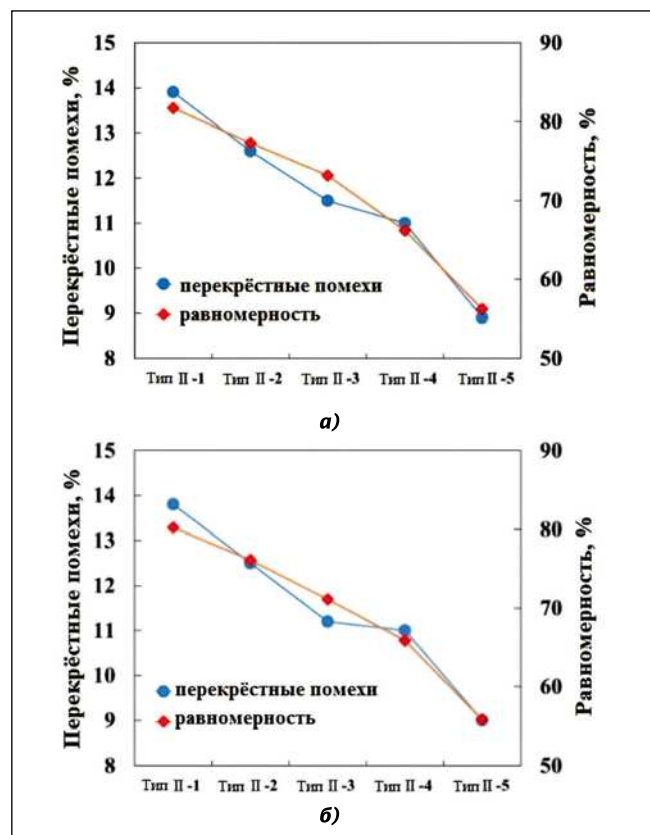 Перекрёстные помехи, %
15
14
13
12
11
10
9
8
90
80
70
60
50
Равномерность, %
перекрёстные помехи
равномерность
Тип II -1 Тип II -2 Тип II -3 Тип II -4 Тип II -5
а)
Перекрёстные помехи, %
15
14
13
12
11
10
9
8
90
80
70
60
50
Равномерность, %
перекрёстные помехи
равномерность
Тип II -1 Тип II -2 Тип II -3 Тип II -4 Тип II -5
б)